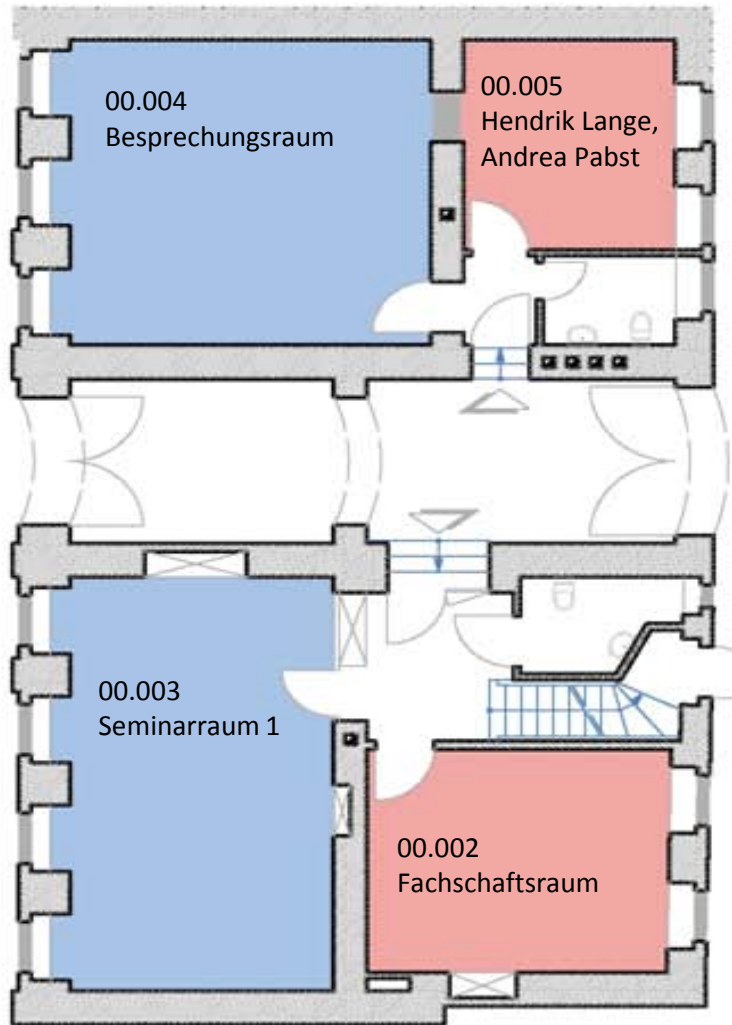 00.004
Besprechungsraum
00.005
Hendrik Lange,
Andrea Pabst
00.003
Seminarraum 1
00.002
Fachschaftsraum